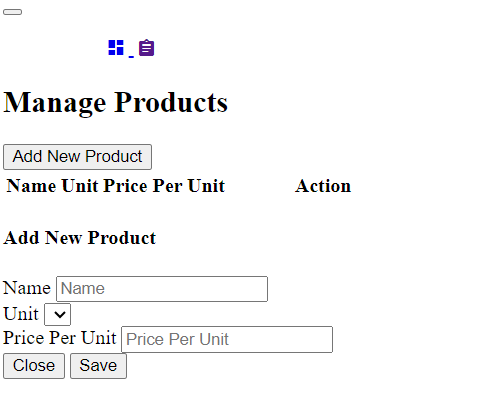 Manage Products
Add New Product
Name Unit Price Per Unit Action
Add New Product
Name Name
Unit
Price Per Unit Price Per Unit
Close Save